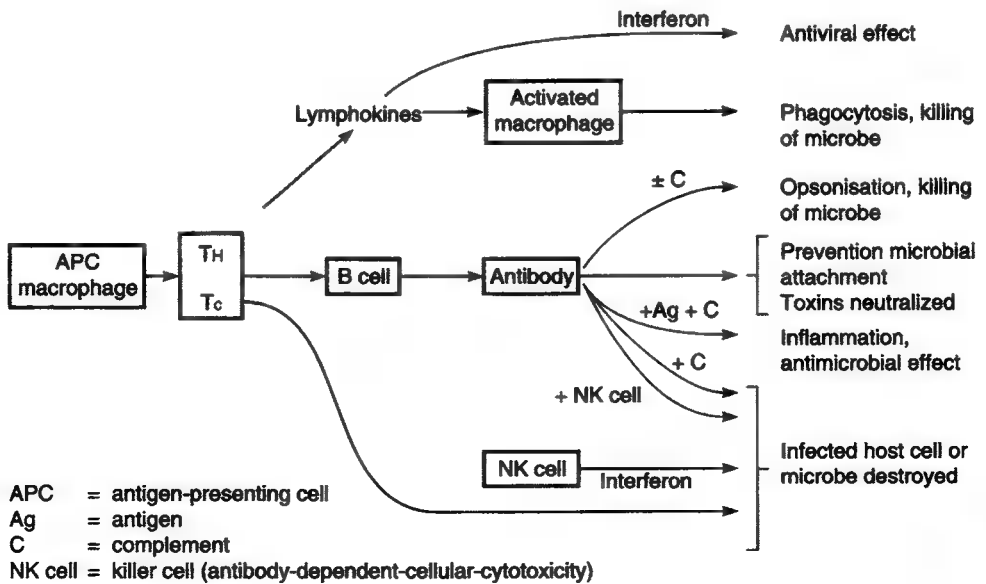 Interferon
Antiviral effect
Lymphokines
Activated
macrophage
Phagocytosis, killing
of microbe
± C
Opsonisation, killing
of microbe
APC
macrophage
TH
TC
B cell
Antibody
Prevention microbial
attachment
Toxins neutralized
+Ag + C
Inflammation,
antimicrobial effect
+ C
+ NK cell
NK cell
Interferon
Infected host cell or
microbe destroyed
APC = antigen-presenting cell
Ag = antigen
C = complement
NK cell = killer cell (antibody-dependent-cellular-cytotoxicity)